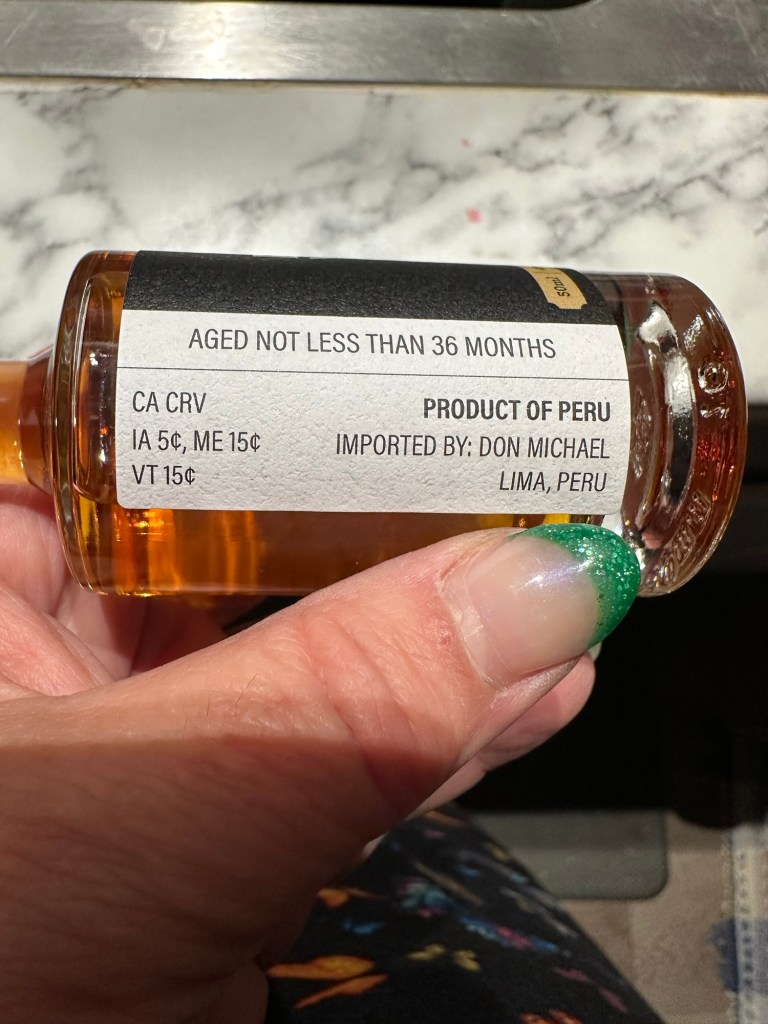 50ml
AGED NOT LESS THAN 36 MONTHS
CA CRV
IA 5¢, ME 15¢
VT 15¢
PRODUCT OF PERU
IMPORTED BY: DON MICHAEL
LIMA, PERU